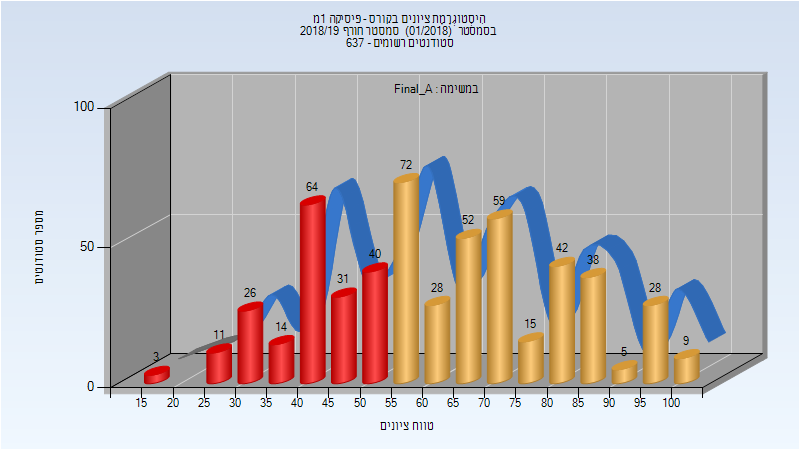 היסטוגרמת ציונים בקורס - פיסיקה 1מ
בסמסטר (01/2018) סמסטר חורף 2018/19
סטודנטים רשומים - 637
במשימה : Final_A
מספר סטודנטים
100
50
0
3
11
26
14
64
31
40
72
28
52
59
15
42
38
5
28
9
15 20 25 30 35 40 45 50 55 60 65 70 75 80 85 90 95 100
טווח ציונים